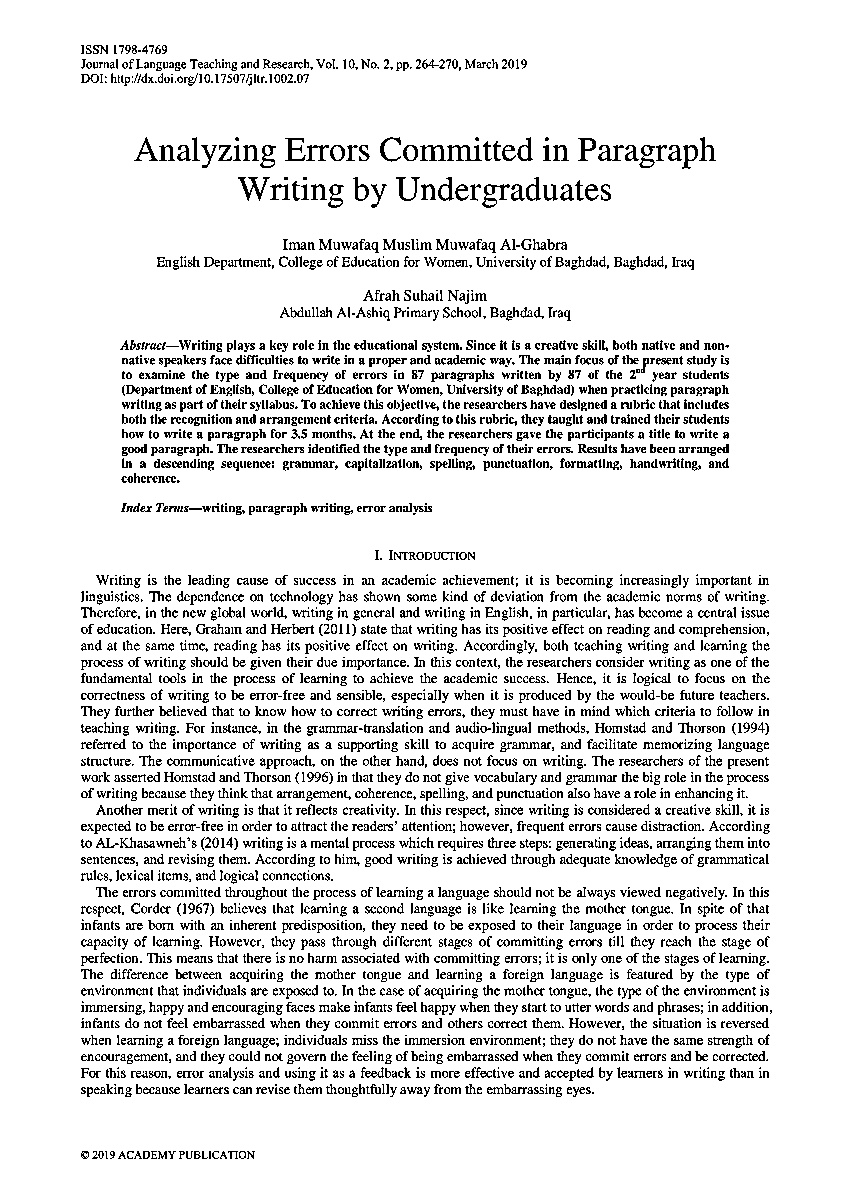 ISSN 1798-4769
Journal of Language Teaching and Research, Vol. 10, No. 2, pp. 264-270, March 2019
DOI: http://dx.doi.org/10.17507/jltr.1002.07
Analyzing Errors Committed in Paragraph
Writing by Undergraduates
Iman Muwafaq Muslim Muwafaq Al-Ghabra
English Department, College of Education for Women, University of Baghdad, Baghdad, Iraq
Afrah Suhail Najim
Abdullah Al-Ashiq Primary School, Baghdad, Iraq
Abstract—Writing plays a key role in the educational system. Since it is a creative skill, both native and non-
native speakers face difficulties to write in a proper and academic way. The main focus of the present study is
to examine the type and frequency of errors in 87 paragraphs written by 87 of the 2nd year students
(Department of English, College of Education for Women, University of Baghdad) when practicing paragraph
writing as part of their syllabus. To achieve this objective, the researchers have designed a rubric that includes
both the recognition and arrangement criteria. According to this rubric, they taught and trained their students
how to write a paragraph for 3.5 months. At the end, the researchers gave the participants a title to write a
good paragraph. The researchers identified the type and frequency of their errors. Results have been arranged
in a descending sequence: grammar, capitalization, spelling, punctuation, formatting, handwriting, and
coherence.
Index Terms—writing, paragraph writing, error analysis
I. INTRODUCTION
Writing is the leading cause of success in an academic achievement; it is becoming increasingly important in
linguistics. The dependence on technology has shown some kind of deviation from the academic norms of writing.
Therefore, in the new global world, writing in general and writing in English, in particular, has become a central issue
of education. Here, Graham and Herbert (2011) state that writing has its positive effect on reading and comprehension,
and at the same time, reading has its positive effect on writing. Accordingly, both teaching writing and learning the
process of writing should be given their due importance. In this context, the researchers consider writing as one of the
fundamental tools in the process of learning to achieve the academic success. Hence, it is logical to focus on the
correctness of writing to be error-free and sensible, especially when it is produced by the would-be future teachers.
They further believed that to know how to correct writing errors, they must have in mind which criteria to follow in
teaching writing. For instance, in the grammar-translation and audio-lingual methods, Homstad and Thorson (1994)
referred to the importance of writing as a supporting skill to acquire grammar, and facilitate memorizing language
structure. The communicative approach, on the other hand, does not focus on writing. The researchers of the present
work asserted Homstad and Thorson (1996) in that they do not give vocabulary and grammar the big role in the process
of writing because they think that arrangement, coherence, spelling, and punctuation also have a role in enhancing it.
Another merit of writing is that it reflects creativity. In this respect, since writing is considered a creative skill, it is
expected to be error-free in order to attract the readers' attention; however, frequent errors cause distraction. According
to AL-Khasawneh's (2014) writing is a mental process which requires three steps: generating ideas, arranging them into
sentences, and revising them. According to him, good writing is achieved through adequate knowledge of grammatical
rules, lexical items, and logical connections.
The errors committed throughout the process of learning a language should not be always viewed negatively. In this
respect, Corder (1967) believes that learning a second language is like learning the mother tongue. In spite of that
infants are born with an inherent predisposition, they need to be exposed to their language in order to process their
capacity of learning. However, they pass through different stages of committing errors till they reach the stage of
perfection. This means that there is no harm associated with committing errors; it is only one of the stages of learning.
The difference between acquiring the mother tongue and learning a foreign language is featured by the type of
environment that individuals are exposed to. In the case of acquiring the mother tongue, the type of the environment is
immersing, happy and encouraging faces make infants feel happy when they start to utter words and phrases; in addition,
infants do not feel embarrassed when they commit errors and others correct them. However, the situation is reversed
when learning a foreign language; individuals miss the immersion environment; they do not have the same strength of
encouragement, and they could not govern the feeling of being embarrassed when they commit errors and be corrected.
For this reason, error analysis and using it as a feedback is more effective and accepted by learners in writing than in
speaking because learners can revise them thoughtfully away from the embarrassing eyes.
© 2019 ACADEMY PUBLICATION